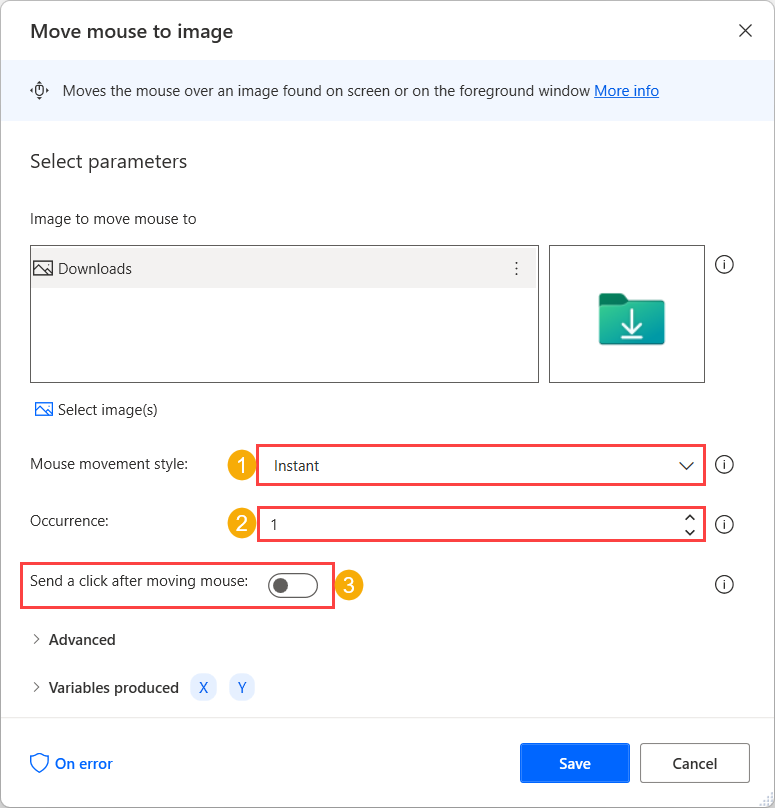 Move mouse to image
Moves the mouse over an image found on screen or on the foreground window More info
Select parameters
Image to move mouse to
Downloads
Select image(s)
Mouse movement style: 1 Instant
Occurrence: 2 1
Send a click after moving mouse: 3
Advanced
Variables produced X Y
On error Save Cancel